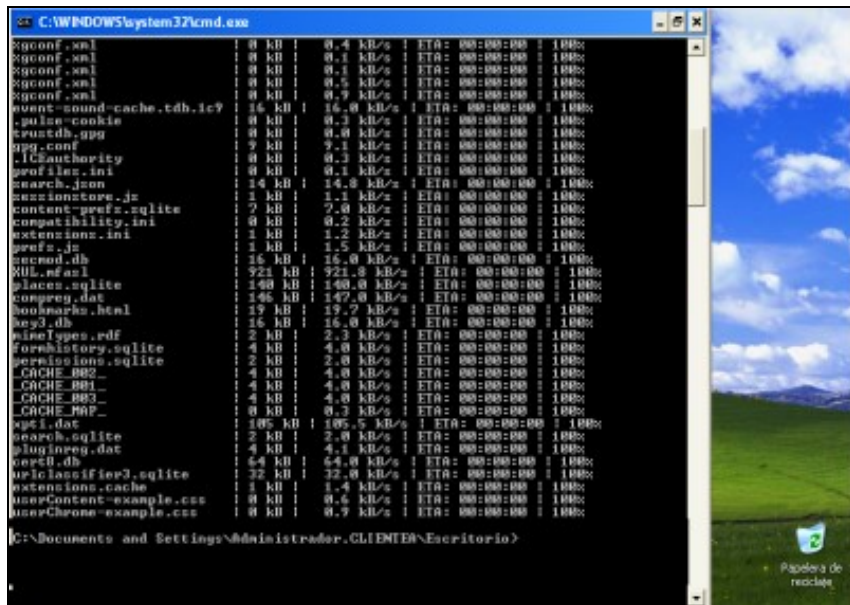 C:\WINDOWS\system32\cmd.exe
xgconf.xml | 0 kB | 0.4 kB/s | ETA: 00:00:00 | 100%
xgconf.xml | 0 kB | 0.1 kB/s | ETA: 00:00:00 | 100%
xgconf.xml | 0 kB | 0.1 kB/s | ETA: 00:00:00 | 100%
xgconf.xml | 0 kB | 0.5 kB/s | ETA: 00:00:00 | 100%
xgconf.xml | 0 kB | 0.9 kB/s | ETA: 00:00:00 | 100%
event-sound-cache.tdb.1c9 | 16 kB | 16.0 kB/s | ETA: 00:00:00 | 100%
.pulse-cookie | 0 kB | 0.3 kB/s | ETA: 00:00:00 | 100%
trustdb.gpg | 0 kB | 0.0 kB/s | ETA: 00:00:00 | 100%
gpg.conf | 9 kB | 9.1 kB/s | ETA: 00:00:00 | 100%
.ICEauthority | 0 kB | 0.3 kB/s | ETA: 00:00:00 | 100%
profiles.ini | 0 kB | 0.1 kB/s | ETA: 00:00:00 | 100%
search.json | 14 kB | 14.8 kB/s | ETA: 00:00:00 | 100%
sessionstore.js | 1 kB | 1.1 kB/s | ETA: 00:00:00 | 100%
content-prefs.sqlite | 7 kB | 7.0 kB/s | ETA: 00:00:00 | 100%
compatibility.ini | 0 kB | 0.2 kB/s | ETA: 00:00:00 | 100%
extensions.ini | 1 kB | 1.2 kB/s | ETA: 00:00:00 | 100%
prefs.js | 1 kB | 1.5 kB/s | ETA: 00:00:00 | 100%
secmod.db | 16 kB | 16.0 kB/s | ETA: 00:00:00 | 100%
XUL.mfasl | 921 kB | 921.8 kB/s | ETA: 00:00:00 | 100%
places.sqlite | 140 kB | 140.0 kB/s | ETA: 00:00:00 | 100%
compreg.dat | 146 kB | 147.0 kB/s | ETA: 00:00:00 | 100%
bookmarks.html | 19 kB | 19.7 kB/s | ETA: 00:00:00 | 100%
key3.db | 16 kB | 16.0 kB/s | ETA: 00:00:00 | 100%
mimeTypes.rdf | 2 kB | 2.3 kB/s | ETA: 00:00:00 | 100%
formhistory.sqlite | 4 kB | 4.0 kB/s | ETA: 00:00:00 | 100%
permissions.sqlite | 2 kB | 2.0 kB/s | ETA: 00:00:00 | 100%
_CACHE_002_ | 4 kB | 4.0 kB/s | ETA: 00:00:00 | 100%
_CACHE_001_ | 4 kB | 4.0 kB/s | ETA: 00:00:00 | 100%
_CACHE_003_ | 4 kB | 4.0 kB/s | ETA: 00:00:00 | 100%
_CACHE_MAP_ | 0 kB | 0.3 kB/s | ETA: 00:00:00 | 100%
xpti.dat | 105 kB | 105.5 kB/s | ETA: 00:00:00 | 100%
search.sqlite | 2 kB | 2.0 kB/s | ETA: 00:00:00 | 100%
pluginreg.dat | 4 kB | 4.1 kB/s | ETA: 00:00:00 | 100%
cert8.db | 64 kB | 64.0 kB/s | ETA: 00:00:00 | 100%
urlclassifier3.sqlite | 32 kB | 32.0 kB/s | ETA: 00:00:00 | 100%
extensions.cache | 1 kB | 1.4 kB/s | ETA: 00:00:00 | 100%
userContent-example.css | 0 kB | 0.6 kB/s | ETA: 00:00:00 | 100%
userChrome-example.css | 0 kB | 0.9 kB/s | ETA: 00:00:00 | 100%
C:\Documents and Settings\Administrador.CLIENTEA\Escritorio>
Papelera de
reciclaje